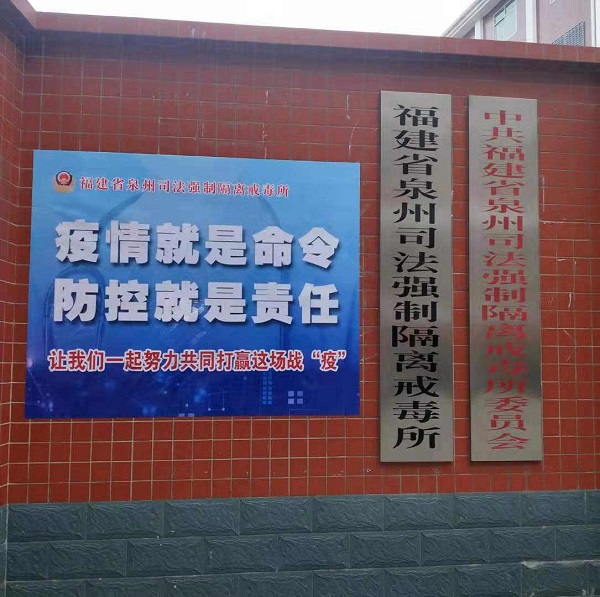 福建省泉州司法强制隔离戒毒所
疫情就是命令
防控就是责任
让我们一起努力共同打赢这场战“疫”
福建省泉州司法强制隔离戒毒所
中共福建省泉州司法强制隔离戒毒所委员会